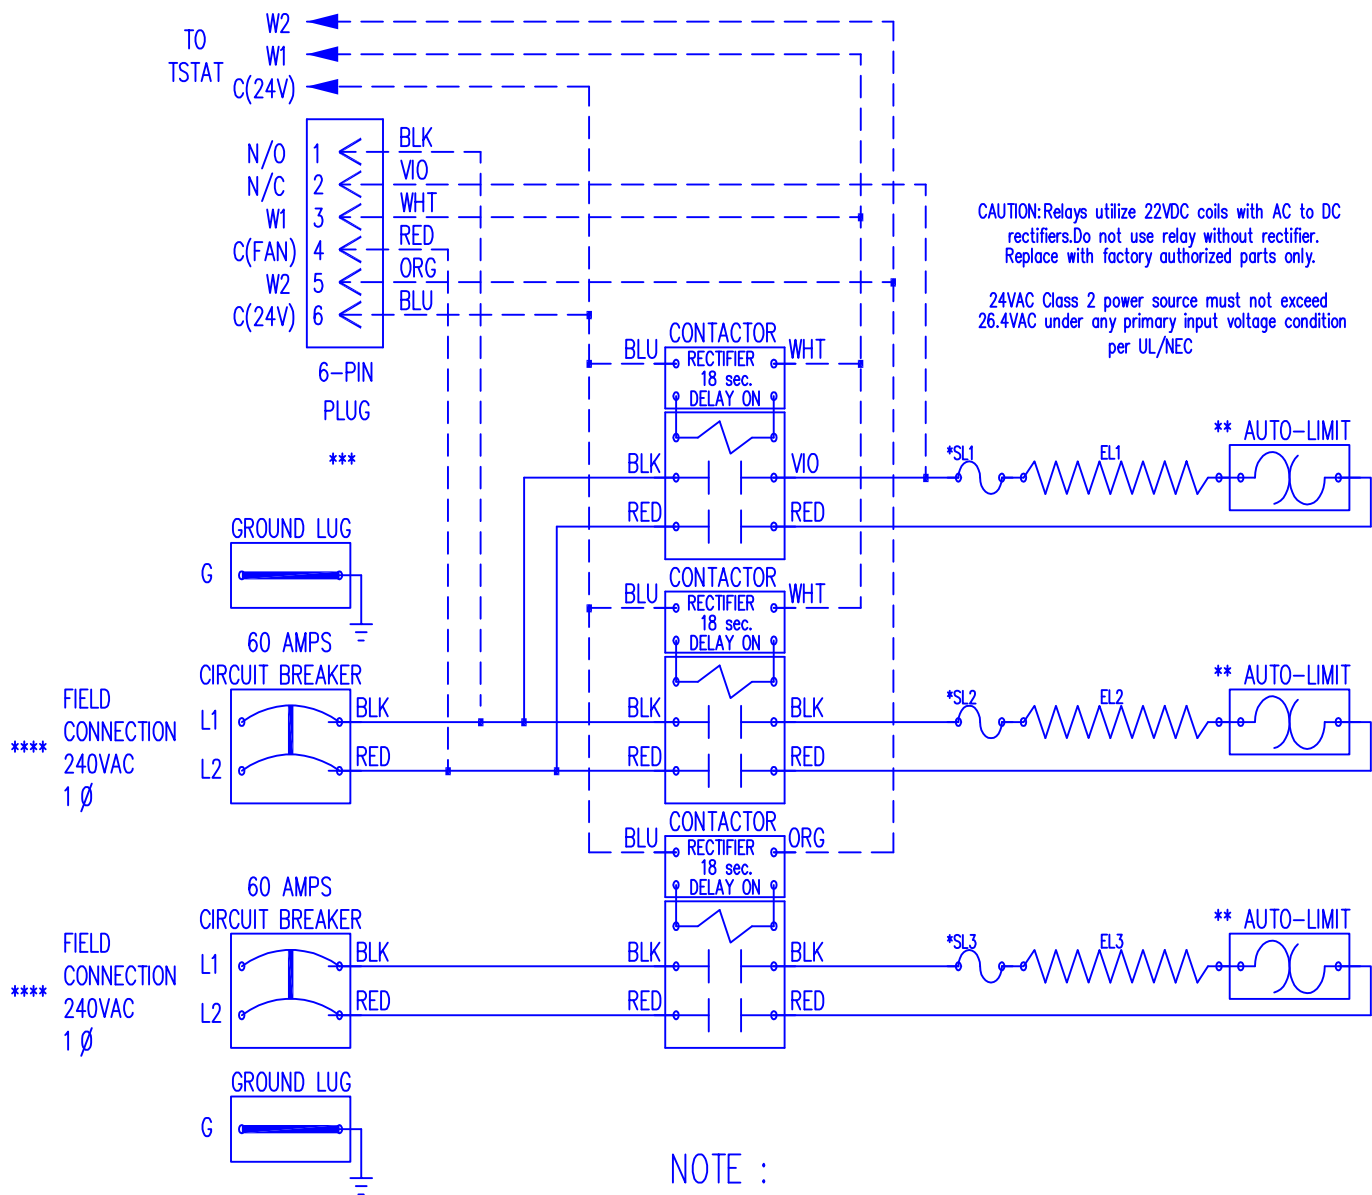 W2
TO
W1
TSTAT
C(24V)
BLK
N/O 1
VIO
N/C 2
WHT
W1 3
RED
C(FAN) 4
ORG
W2 5
BLU
C(24V) 6
6-PIN
PLUG
***
CAUTION:Relays utilize 22VDC coils with AC to DC
rectifiers.Do not use relay without rectifier.
Replace with factory authorized parts only.
24VAC Class 2 power source must not exceed
26.4VAC under any primary input voltage condition
per UL/NEC
CONTACTOR
BLU RECTIFIER WHT
18 sec.
DELAY ON
** AUTO-LIMIT
BLK VIO *SL1 EL1
RED RED
GROUND LUG
G
CONTACTOR
BLU RECTIFIER WHT
18 sec.
DELAY ON
60 AMPS
CIRCUIT BREAKER
** AUTO-LIMIT
FIELD
CONNECTION
**** 240VAC
1 Ø
L1 BLK BLK BLK *SL2 EL2
L2 RED RED RED
CONTACTOR
BLU RECTIFIER ORG
18 sec.
DELAY ON
60 AMPS
CIRCUIT BREAKER
** AUTO-LIMIT
FIELD
CONNECTION
**** 240VAC
1 Ø
L1 BLK BLK BLK *SL3 EL3
L2 RED RED RED
GROUND LUG
G
NOTE :